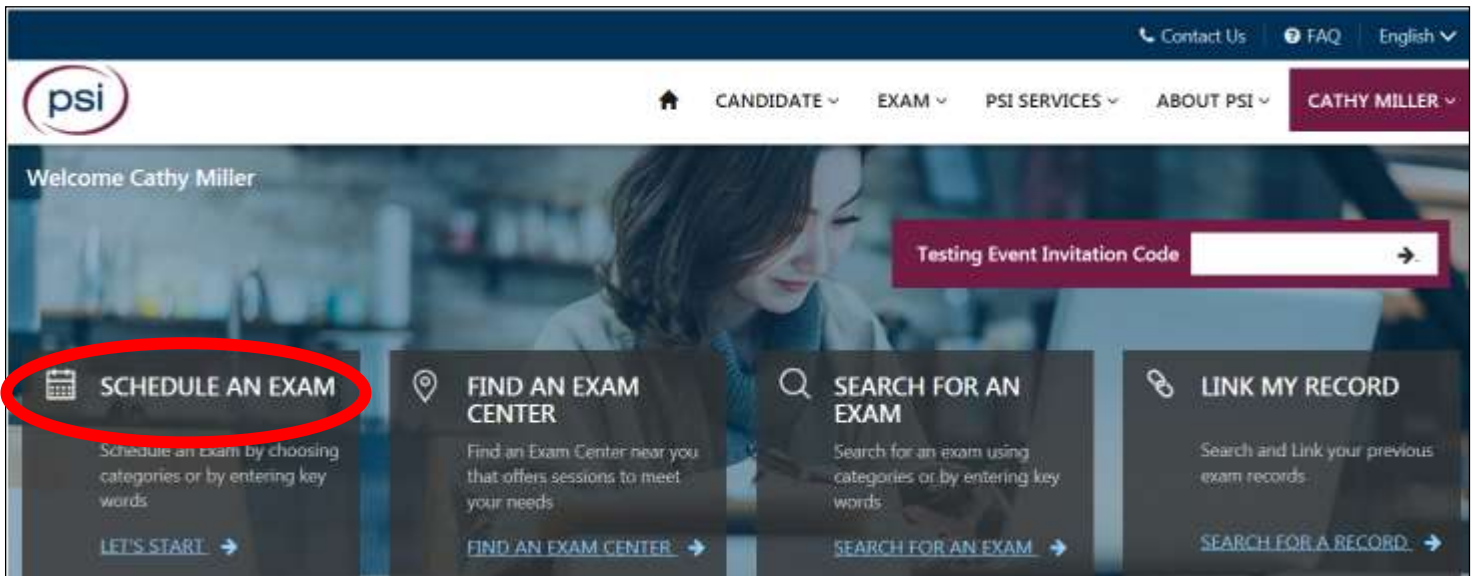 Contact Us
FAQ
English
psi
CANDIDATE
EXAM
PSI SERVICES
ABOUT PSI
CATHY MILLER
Welcome Cathy Miller
Testing Event Invitation Code
SCHEDULE AN EXAM
Schedule an Exam by choosing
categories or by entering key
words
LET'S START
FIND AN EXAM
CENTER
Find an Exam Center near you
that offers sessions to meet
your needs
FIND AN EXAM CENTER
SEARCH FOR AN
EXAM
Search for an exam using
categories or by entering key
words
SEARCH FOR AN EXAM
LINK MY RECORD
Search and Link your previous
exam records
SEARCH FOR A RECORD